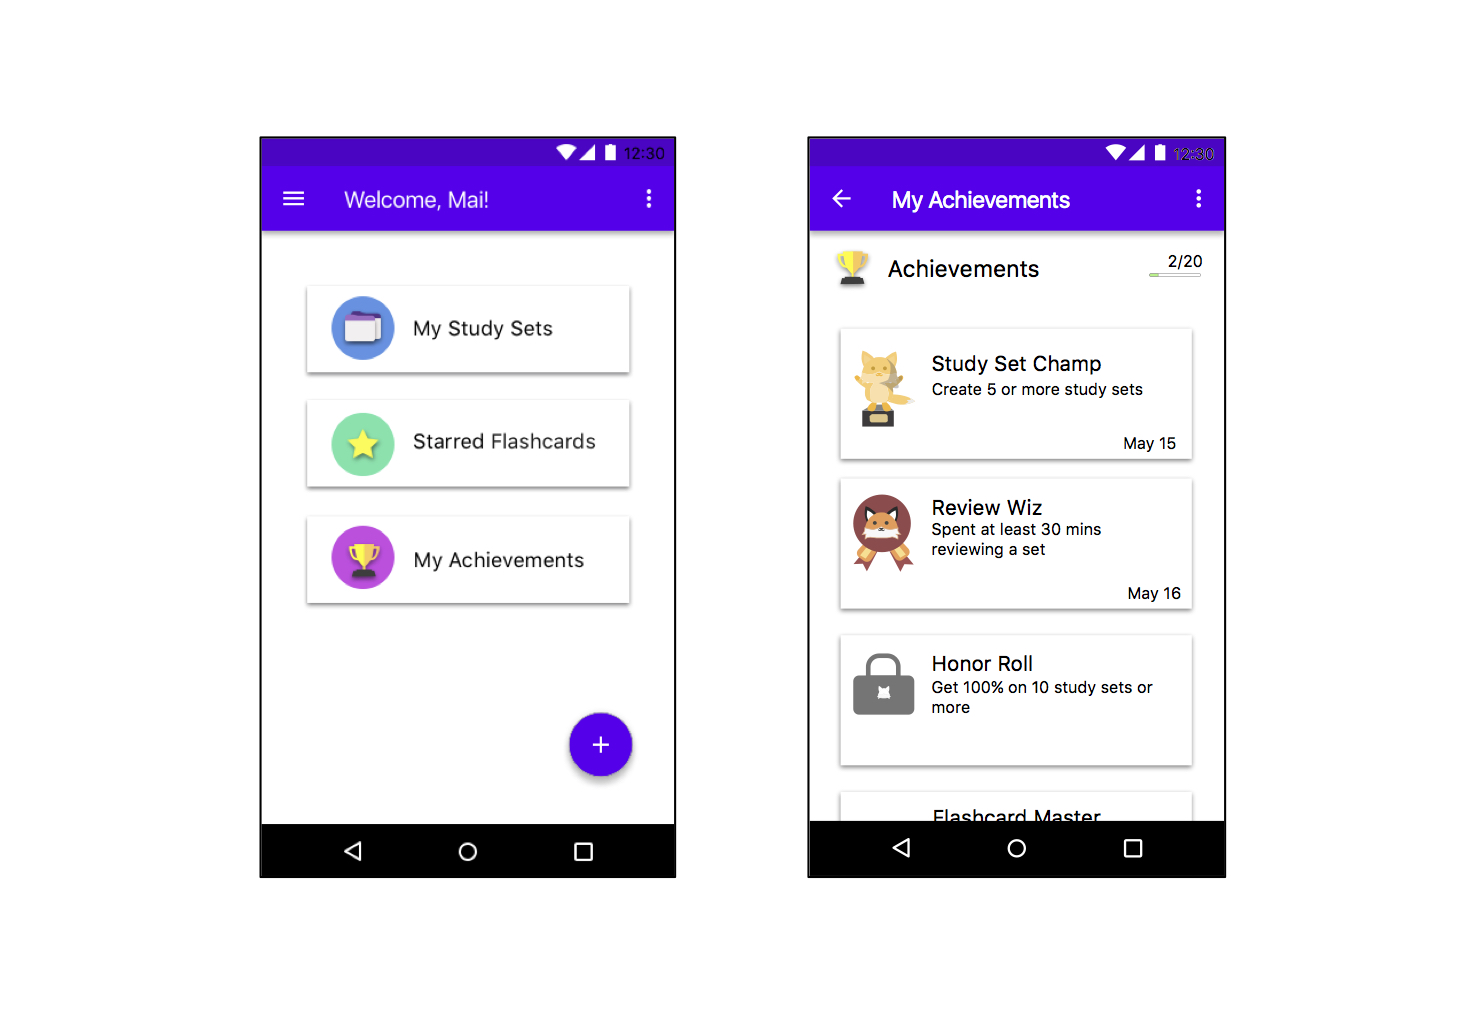 12:30
Welcome, Mai!
My Study Sets
Starred Flashcards
My Achievements
12:30
My Achievements
Achievements
2/20
Study Set Champ
Create 5 or more study sets
May 15
Review Wiz
Spent at least 30 mins
reviewing a set
May 16
Honor Roll
Get 100% on 10 study sets or
more
Flashcard Master